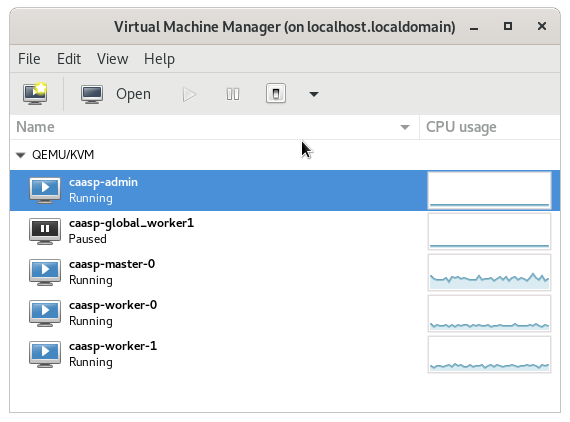 Virtual Machine Manager (on localhost.localdomain)
File Edit View Help
Open
Name CPU usage
QEMU/KVM
caasp-admin
Running
caasp-global_worker1
Paused
caasp-master-0
Running
caasp-worker-0
Running
caasp-worker-1
Running